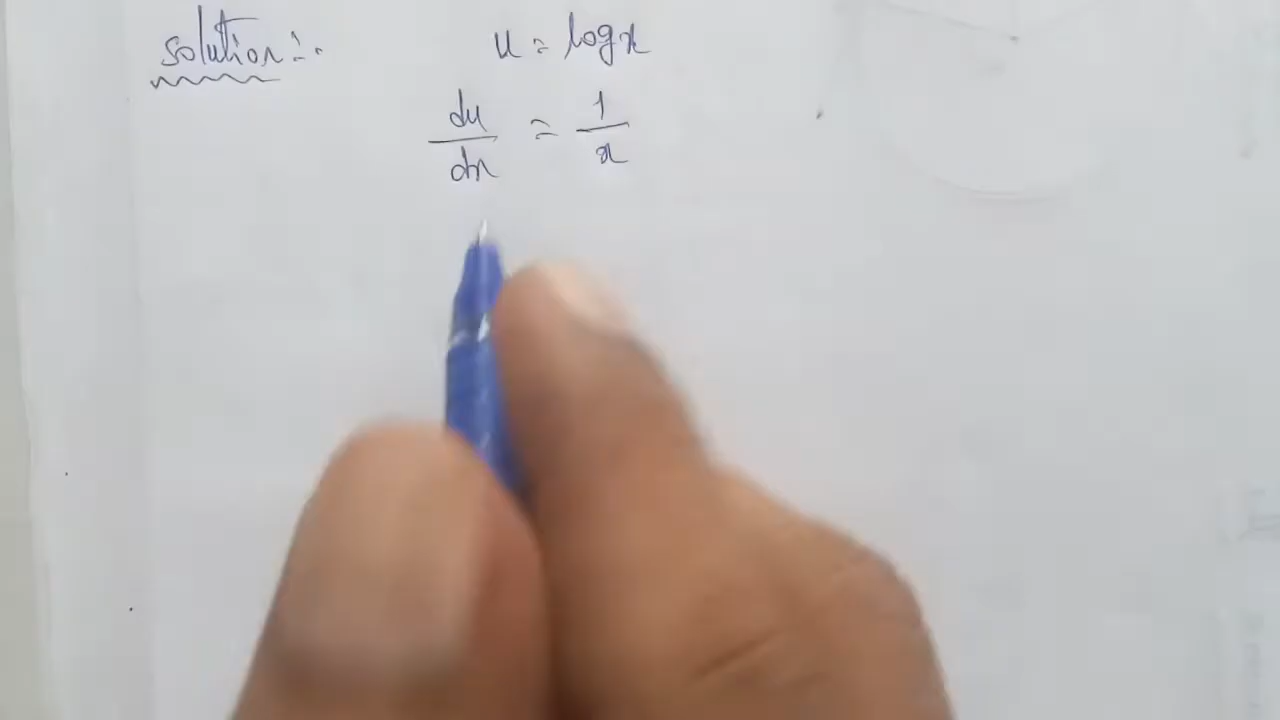 solution:-
u = log x
du/dx = 1/x